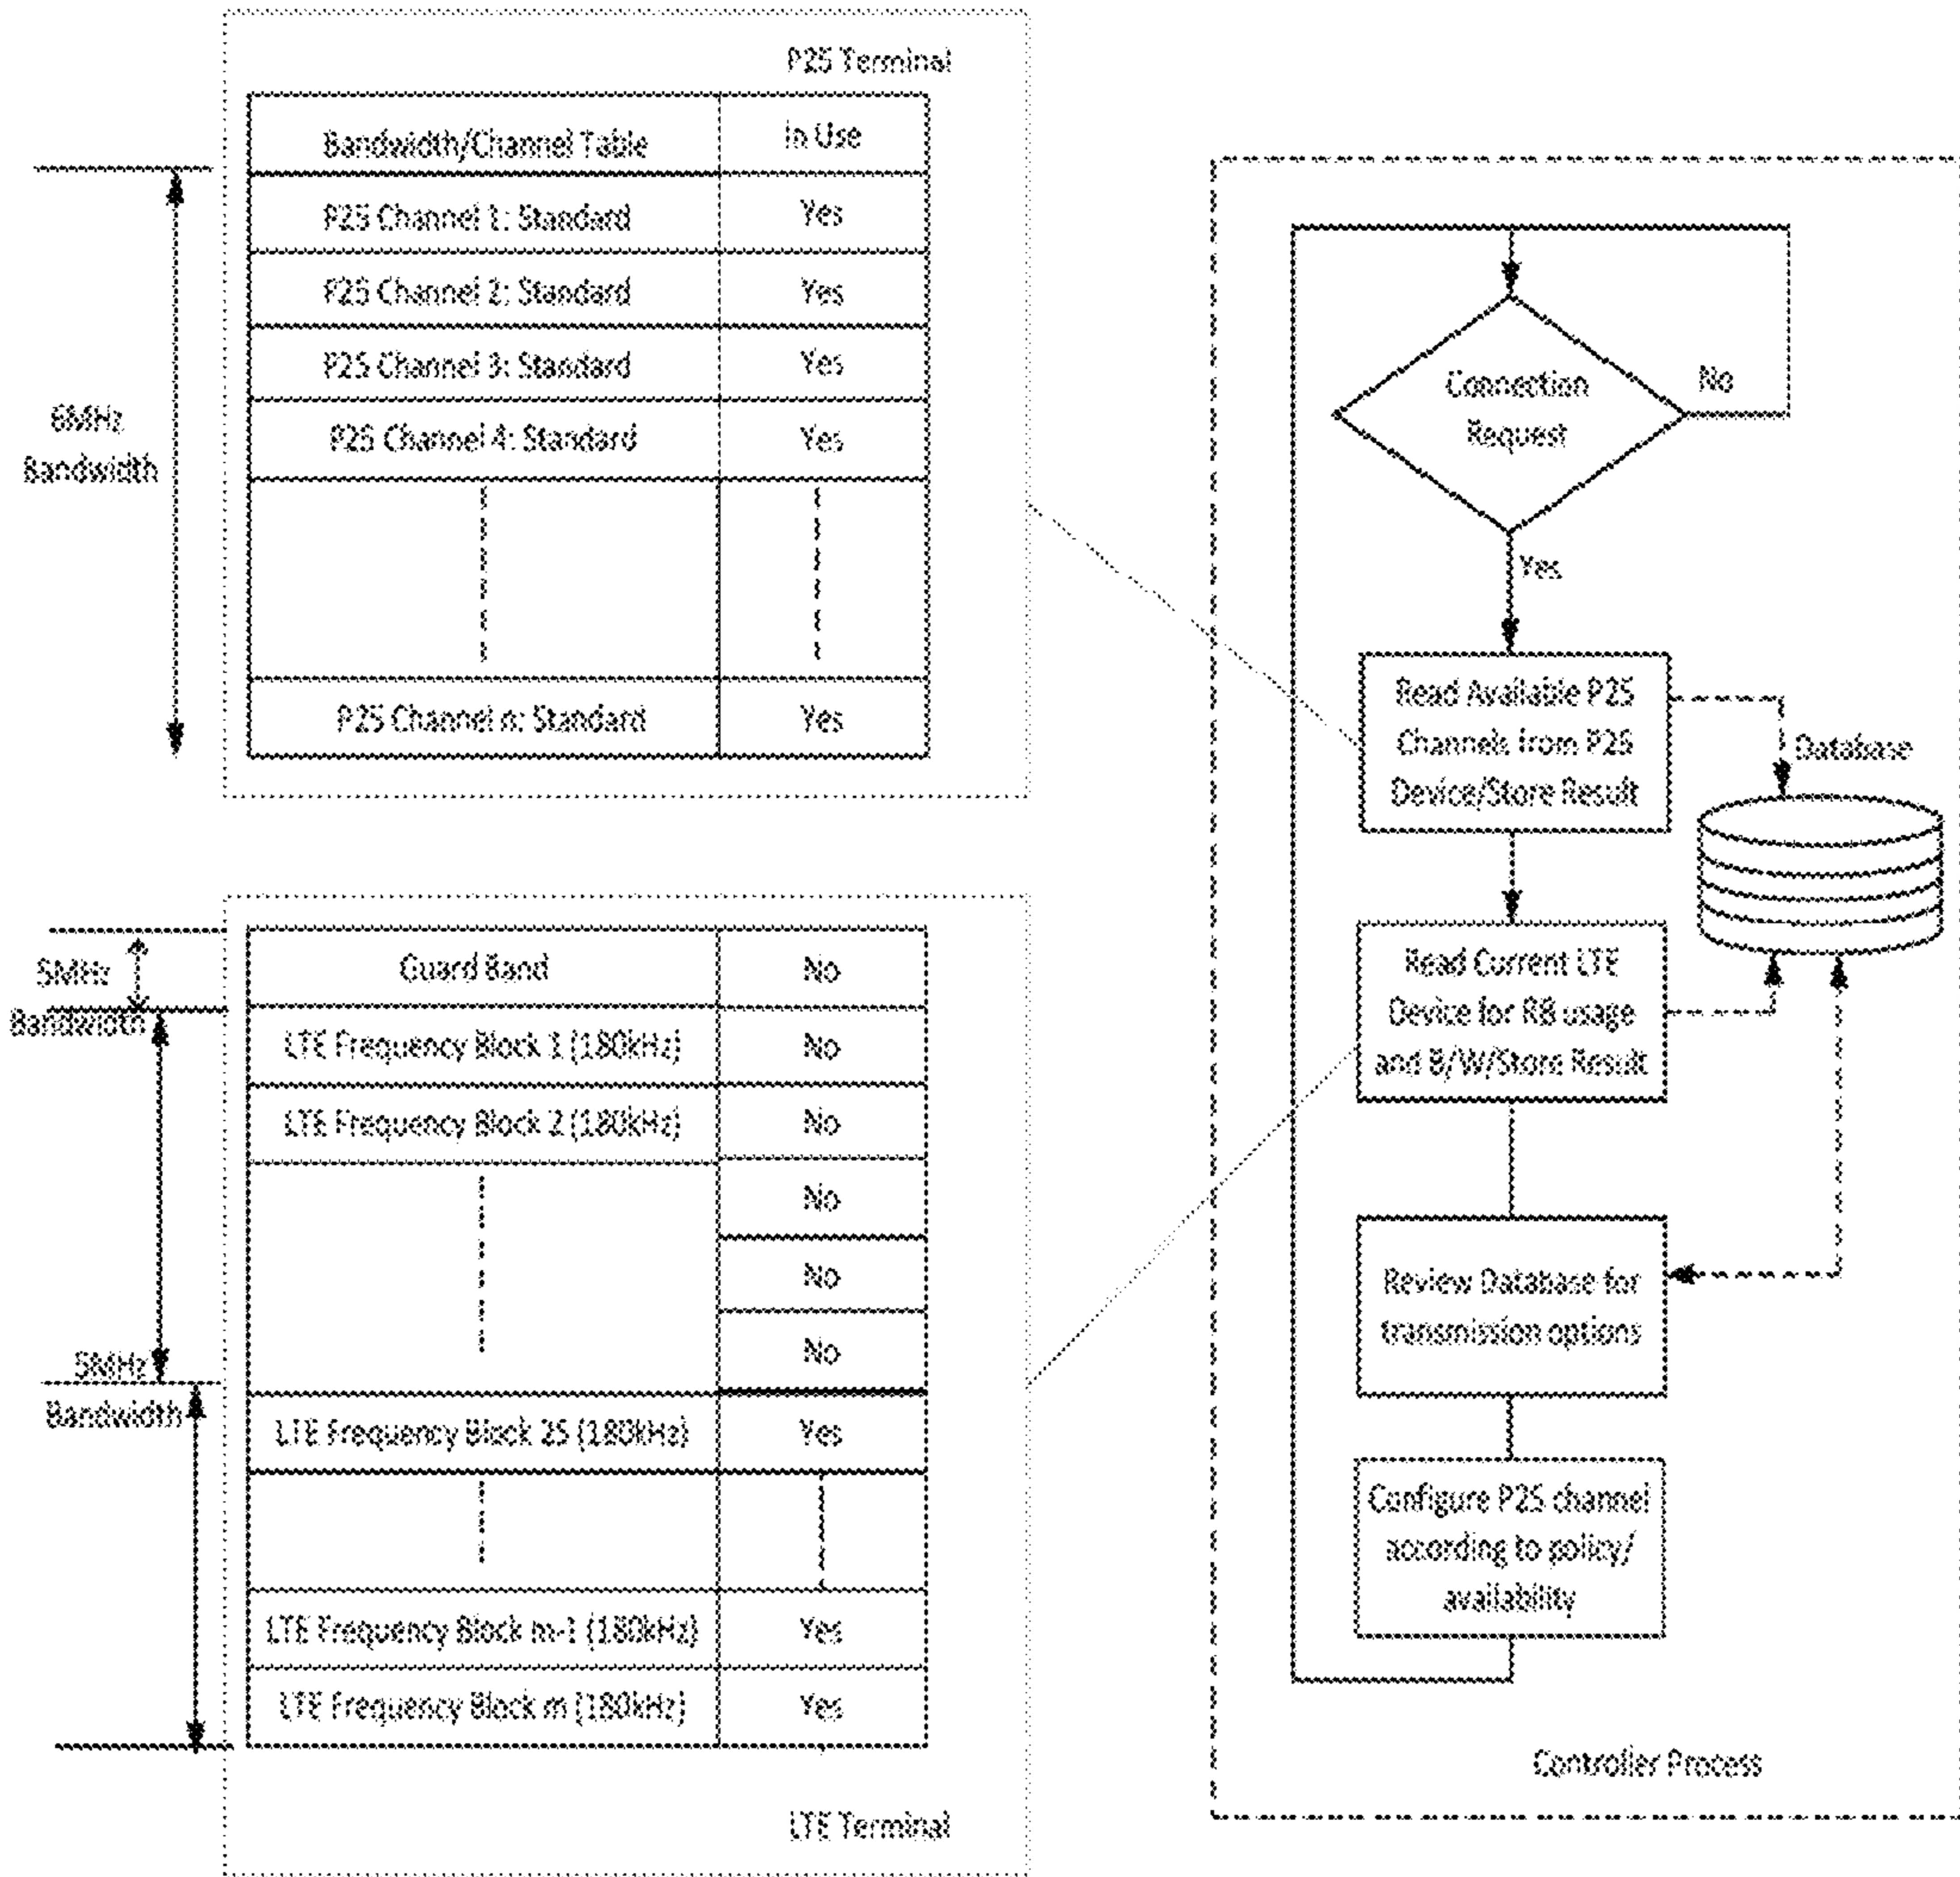 P25 Terminal
Bandwidth/Channel Table
In Use
P25 Channel 1: Standard
Yes
P25 Channel 2: Standard
Yes
P25 Channel 3: Standard
Yes
P25 Channel 4: Standard
Yes
P25 Channel n: Standard
Yes
6MHz
Bandwidth
5MHz
Bandwidth
Guard Band
No
LTE Frequency Block 1 (180kHz)
No
LTE Frequency Block 2 (180kHz)
No
No
No
No
5MHz
Bandwidth
LTE Frequency Block 25 (180kHz)
Yes
LTE Frequency Block m-1 (180kHz)
Yes
LTE Frequency Block m (180kHz)
Yes
LTE Terminal
Connection
Request
No
Yes
Read Available P25
Channels from P25
Device/Store Result
Database
Read Current LTE
Device for RB usage
and B/W/Store Result
Review Database for
transmission options
Configure P25 channel
according to policy/
availability
Controller Process